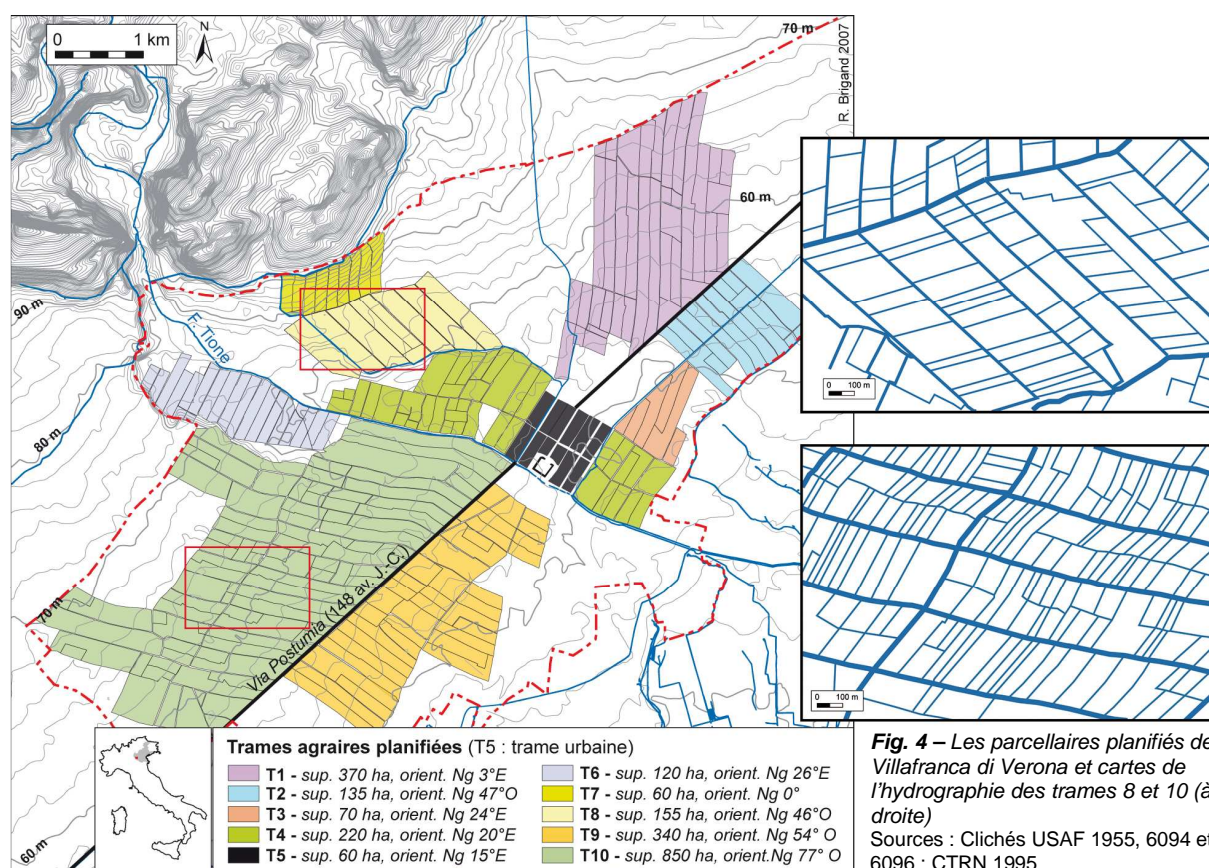 0 1 km
N
70 m
R. Brigand 2007
60 m
90 m
F. Tione
80 m
70 m
Via Postumia (148 av. J.-C.)
60 m
0 100 m
0 100 m
Trames agraires planifiées (T5 : trame urbaine)
T1 - sup. 370 ha, orient. Ng 3°E
T2 - sup. 135 ha, orient. Ng 47°O
T3 - sup. 70 ha, orient. Ng 24°E
T4 - sup. 220 ha, orient. Ng 20°E
T5 - sup. 60 ha, orient. Ng 15°E
T6 - sup. 120 ha, orient. Ng 26°E
T7 - sup. 60 ha, orient. Ng 0°
T8 - sup. 155 ha, orient. Ng 46°O
T9 - sup. 340 ha, orient. Ng 54° O
T10 - sup. 850 ha, orient.Ng 77° O
Fig. 4 – Les parcellaires planifiés de
Villafranca di Verona et cartes de
l'hydrographie des trames 8 et 10 (à
droite)
Sources : Clichés USAF 1955, 6094 et
6096 ; CTRN 1995